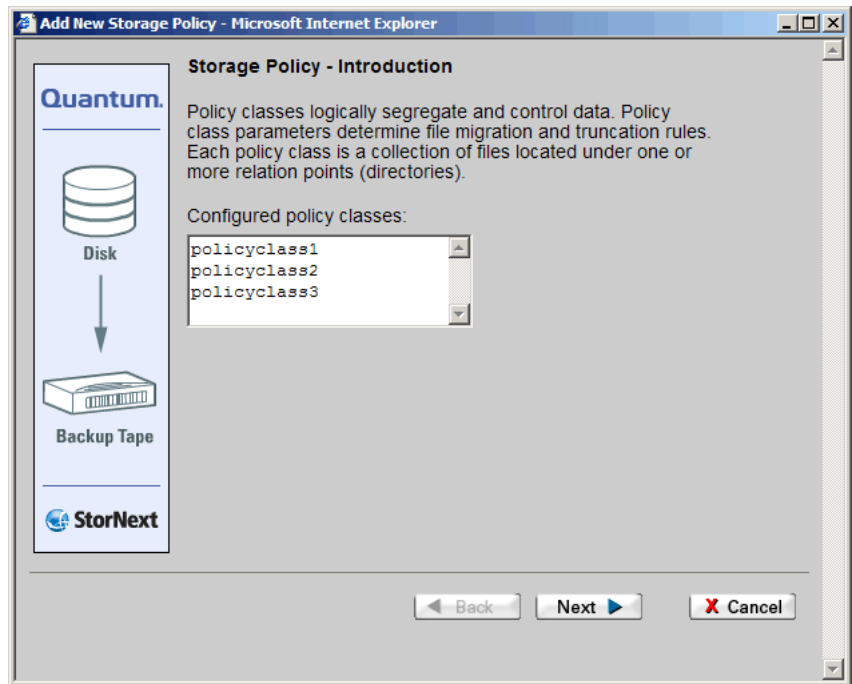 Add New Storage Policy - Microsoft Internet Explorer
Quantum.
Disk
Backup Tape
StorNext
Storage Policy - Introduction
Policy classes logically segregate and control data. Policy
class parameters determine file migration and truncation rules.
Each policy class is a collection of files located under one or
more relation points (directories).
Configured policy classes:
policyclass1
policyclass2
policyclass3
Back
Next
Cancel